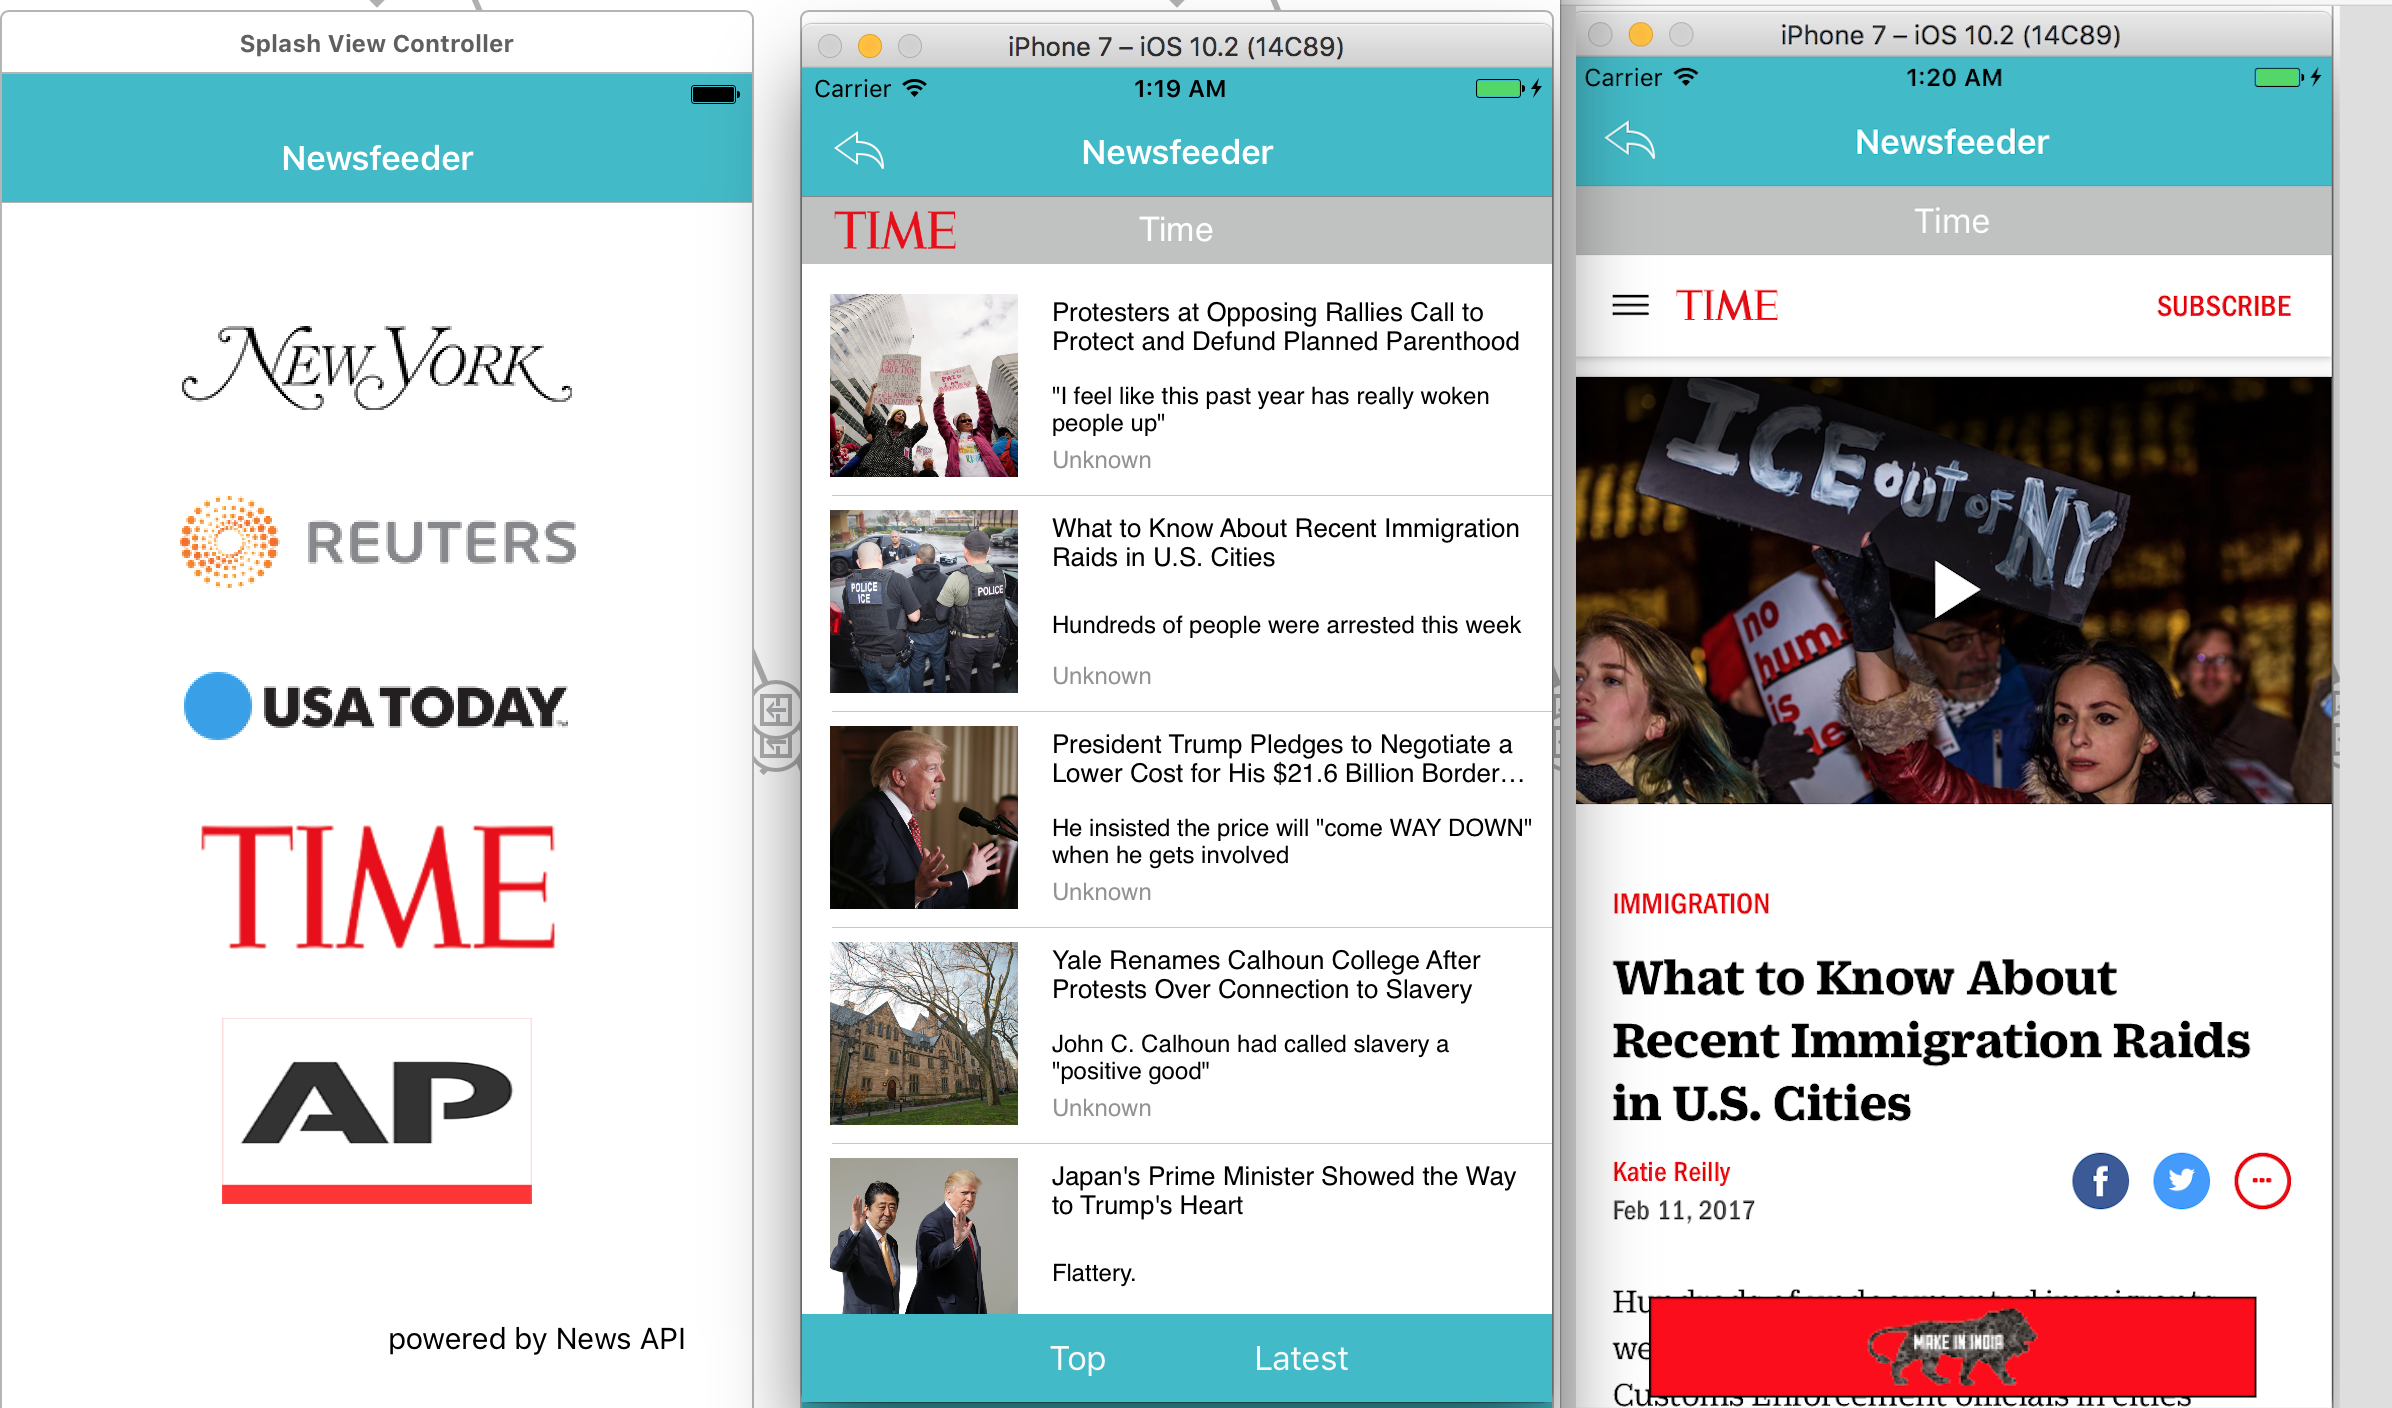 Splash View Controller
Newsfeeder
NEW YORK
REUTERS
USA TODAY
TIME
AP
powered by News API
iPhone 7 – iOS 10.2 (14C89)
Carrier
1:19 AM
Newsfeeder
TIME
Time
Protesters at Opposing Rallies Call to
Protect and Defund Planned Parenthood
"I feel like this past year has really woken
people up"
Unknown
What to Know About Recent Immigration
Raids in U.S. Cities
POLICE
ICE
POLICE
Hundreds of people were arrested this week
Unknown
President Trump Pledges to Negotiate a
Lower Cost for His $21.6 Billion Border…
He insisted the price will "come WAY DOWN"
when he gets involved
Unknown
Yale Renames Calhoun College After
Protests Over Connection to Slavery
John C. Calhoun had called slavery a
"positive good"
Unknown
Japan's Prime Minister Showed the Way
to Trump's Heart
Flattery.
Top
Latest
iPhone 7 – iOS 10.2 (14C89)
Carrier
1:20 AM
Newsfeeder
Time
TIME
SUBSCRIBE
ICE OUT OF NY
no
hum
is
le
IMMIGRATION
What to Know About
Recent Immigration Raids
in U.S. Cities
Katie Reilly
Feb 11, 2017
MAKE IN INDIA